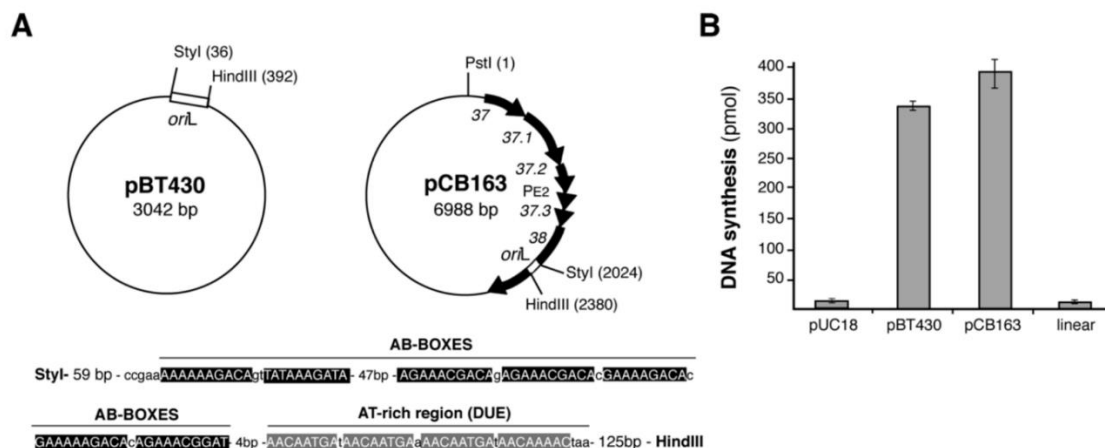 A
StyI (36)
HindIII (392)
oriL
pBT430
3042 bp
PstI (1)
37
37.1
37.2
PE2
37.3
38
oriL
StyI (2024)
HindIII (2380)
pCB163
6988 bp
AB-BOXES
StyI- 59 bp - ccgaaAAAAAAGACAgtTATAAAGATA- 47bp - AGAAACGACAgAGAAACGACAcGAAAAGACAc
AB-BOXES AT-rich region (DUE)
GAAAAAGACAcAGAAACGGAT- 4bp - AACAATGAtAACAATGAaAACAATGAtAACAAAACtaa- 125bp - HindIII
B
DNA synthesis (pmol)
400
350
300
250
200
150
100
50
pUC18 pBT430 pCB163 linear